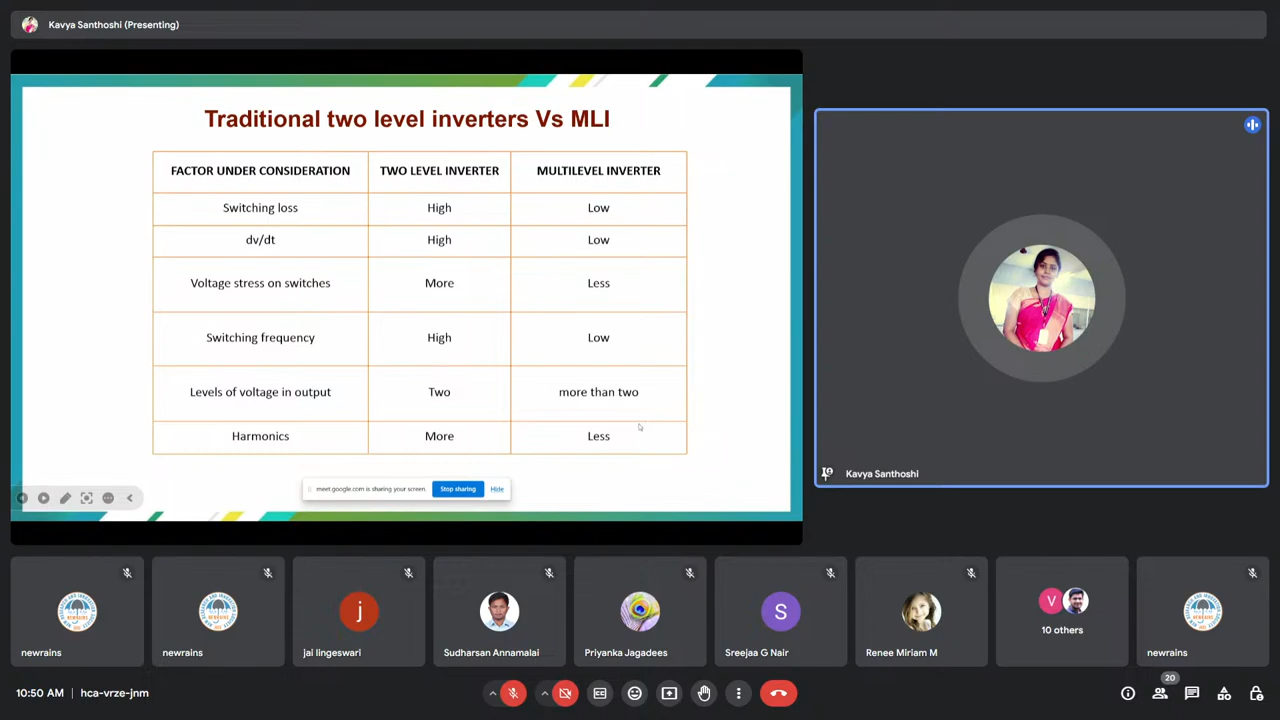 Kavya Santhoshi (Presenting)
Traditional two level inverters Vs MLI
FACTOR UNDER CONSIDERATION TWO LEVEL INVERTER MULTILEVEL INVERTER
Switching loss High Low
dv/dt High Low
Voltage stress on switches More Less
Switching frequency High Low
Levels of voltage in output Two more than two
Harmonics More Less
meet.google.com is sharing your screen. Stop sharing Hide
Kavya Santhoshi
j
S
V
10 others
newrains newrains jai lingeswari Sudharsan Annamalai Priyanka Jagadees Sreejaa G Nair Renee Miriam M newrains
10:50 AM hca-vrze-jnm
20